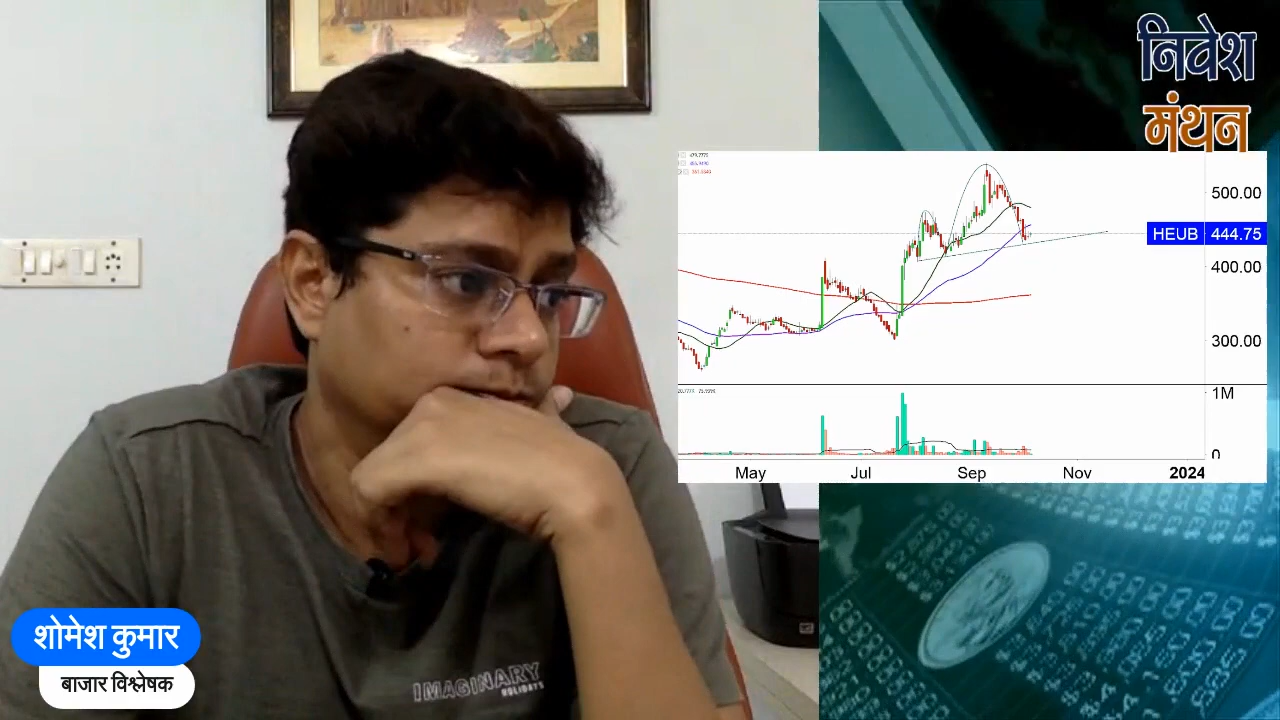 निवेश
मंथन
500.00
HEUB 444.75
400.00
300.00
1M
0
May Jul Sep Nov 2024
शोमेश कुमार
बाजार विश्लेषक
IMAGINARY
HOLIDAYS